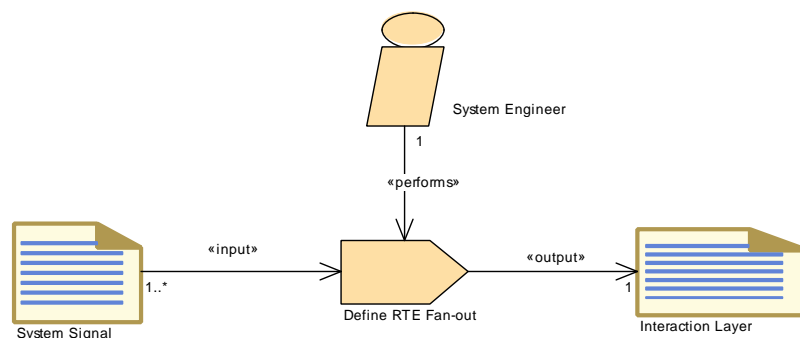 System Engineer
1
«performs»
«input»
«output»
1..*
1
Define RTE Fan-out
System Signal
Interaction Layer